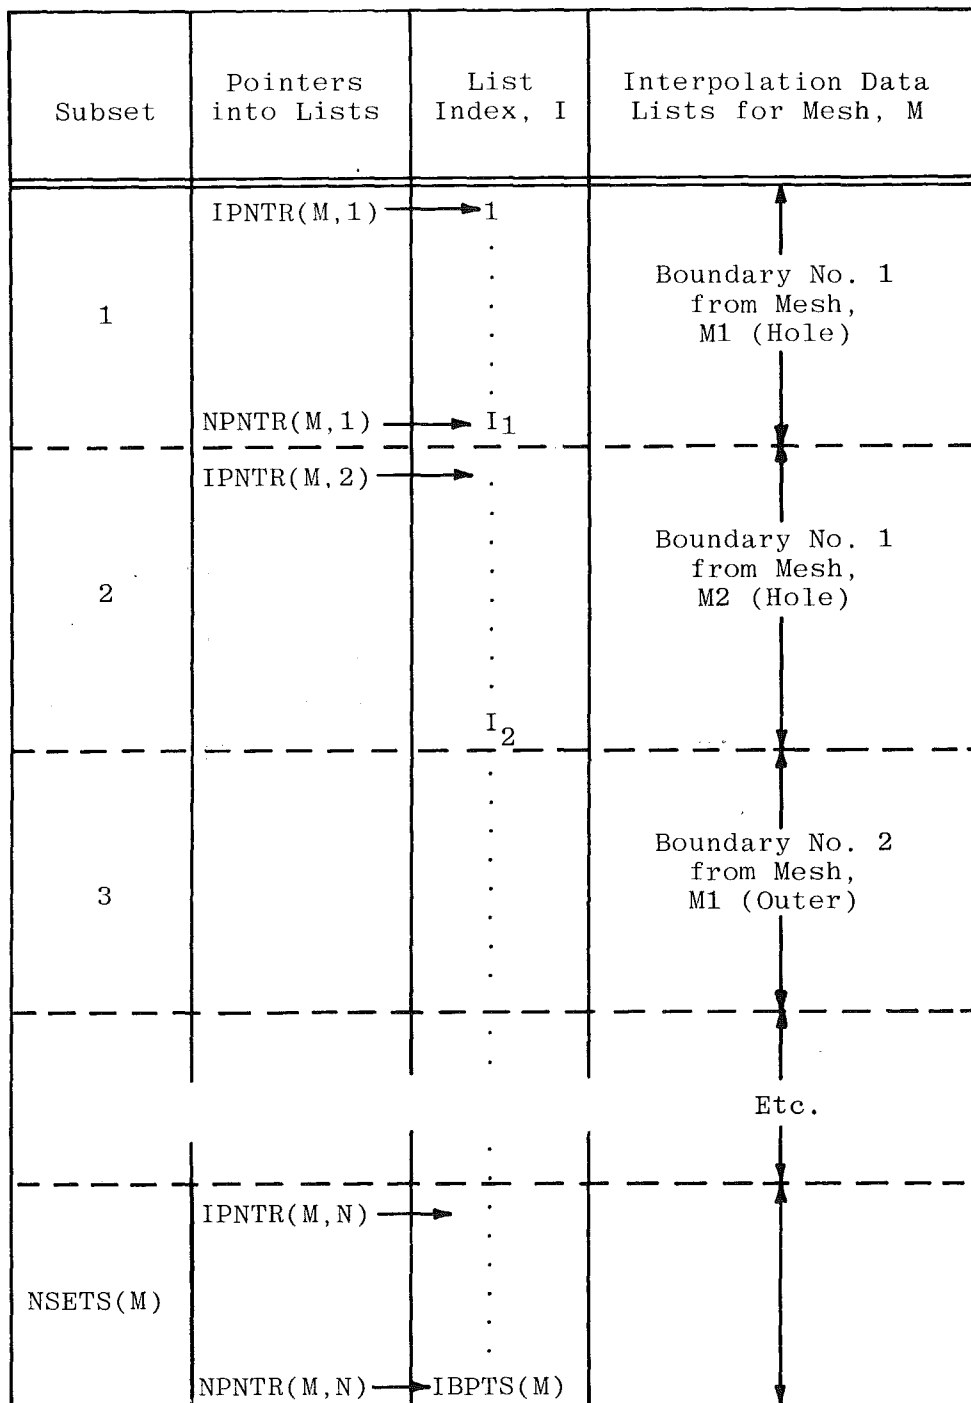 Subset
Pointers
into Lists
List
Index, I
Interpolation Data
Lists for Mesh, M
IPNTR(M,1)
1
1
Boundary No. 1
from Mesh,
M1 (Hole)
NPNTR(M,1)
I1
IPNTR(M,2)
2
Boundary No. 1
from Mesh,
M2 (Hole)
I2
3
Boundary No. 2
from Mesh,
M1 (Outer)
Etc.
IPNTR(M,N)
NSETS(M)
NPNTR(M,N)
IBPTS(M)